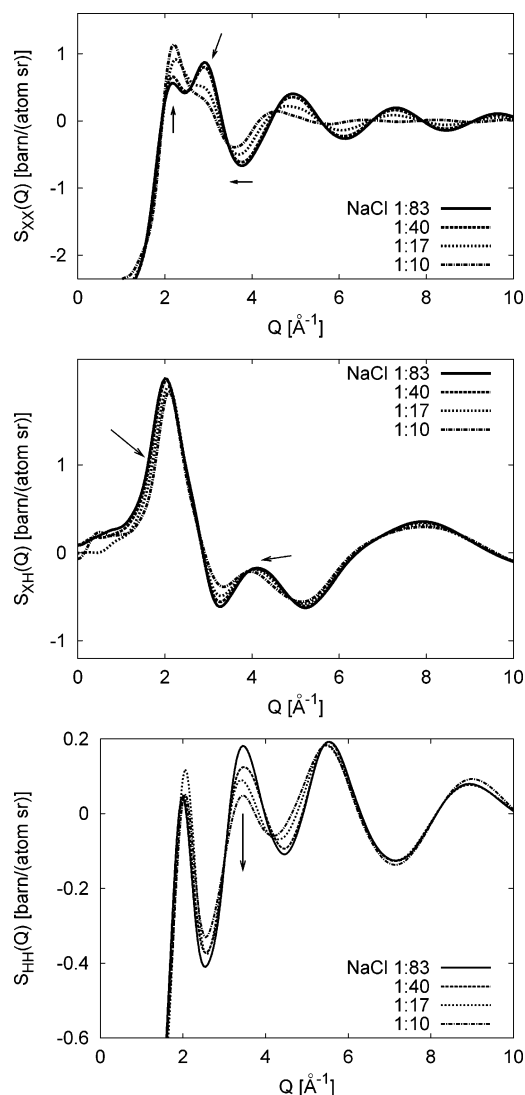 S_XX(Q) [barn/(atom sr)]
1
0
-1
-2
NaCl 1:83
1:40
1:17
1:10
0 2 4 6 8 10
Q [Å⁻¹]
S_XH(Q) [barn/(atom sr)]
NaCl 1:83
1:40
1:17
1:10
1
0
-1
0 2 4 6 8 10
Q [Å⁻¹]
S_HH(Q) [barn/(atom sr)]
0.2
0
-0.2
-0.4
-0.6
NaCl 1:83
1:40
1:17
1:10
0 2 4 6 8 10
Q [Å⁻¹]